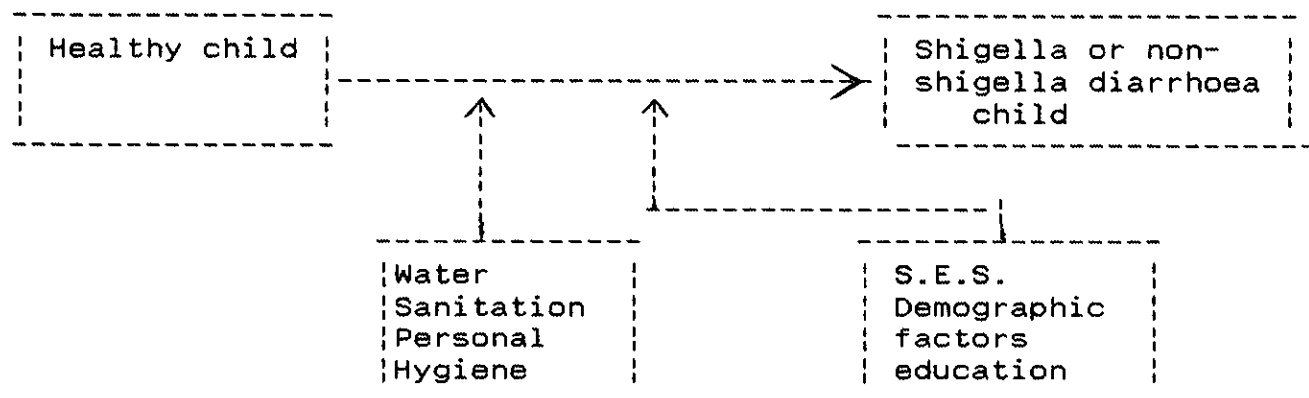 Healthy child
Shigella or non-
shigella diarrhoea
child
Water
Sanitation
Personal
Hygiene
S.E.S.
Demographic
factors
education